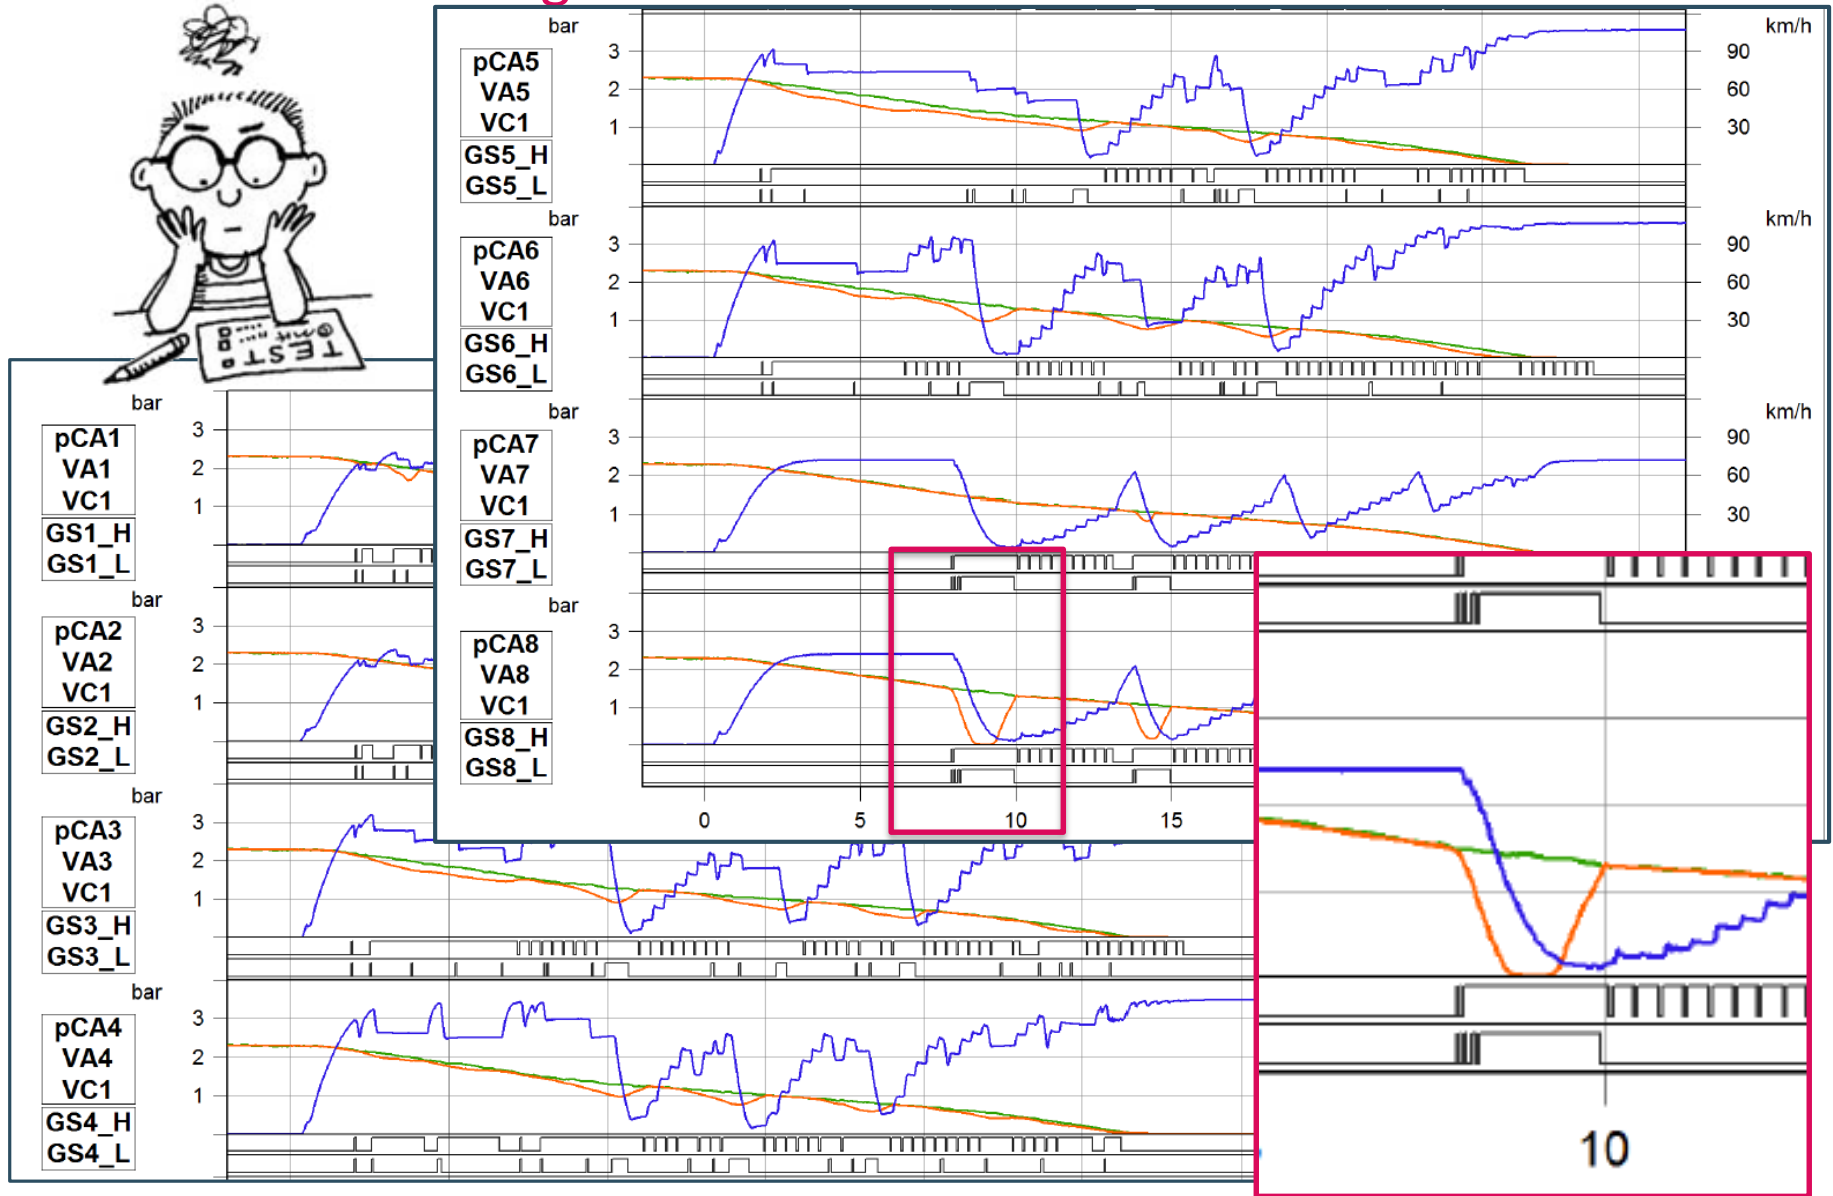 bar
km/h
pCA5
VA5
VC1
GS5_H
GS5_L
3
2
1
90
60
30
bar
km/h
pCA6
VA6
VC1
GS6_H
GS6_L
3
2
1
90
60
30
bar
km/h
pCA7
VA7
VC1
GS7_H
GS7_L
3
2
1
90
60
30
bar
pCA8
VA8
VC1
GS8_H
GS8_L
3
2
1
0
5
10
15
TEST
bar
pCA1
VA1
VC1
GS1_H
GS1_L
3
2
1
bar
pCA2
VA2
VC1
GS2_H
GS2_L
3
2
1
bar
pCA3
VA3
VC1
GS3_H
GS3_L
3
2
1
bar
pCA4
VA4
VC1
GS4_H
GS4_L
3
2
1
10